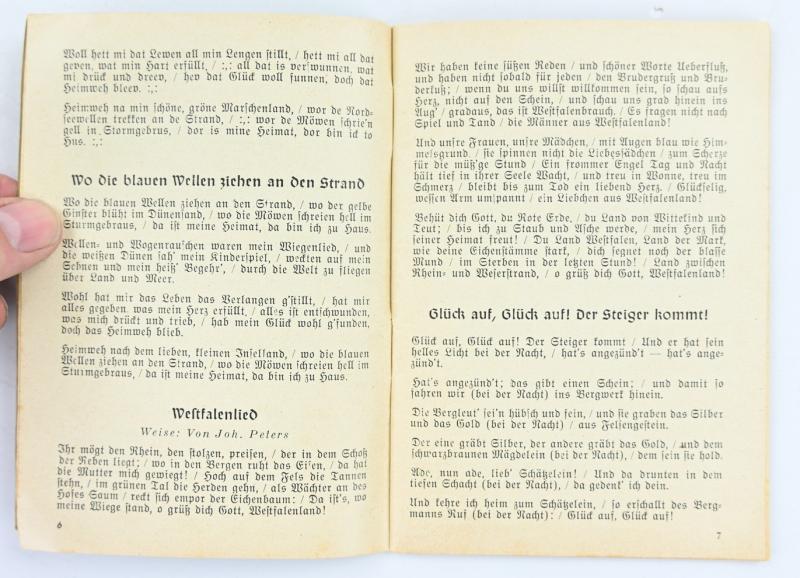 Woll hett mi dat Lewen all min Lengen stillt, / hett mi all dat
geven, wat min Hart erfüllt, / :,: all dat is verswunnen, wat
mi drück und dreev, / hev dat Glück woll funnen, doch dat
Heimweh bleev. :,:
Heimweh na min schöne, gröne Marschenland, / wor de Nord-
seewellen trekken an de Strand, / :,: wor de Möwen schrie'n
gell in Stormgebrus, / dor is mine Heimat, dor bin ick to
Hus. :,:
Wo die blauen Wellen ziehen an den Strand
Wo die blauen Wellen ziehen an den Strand, / wo der gelbe
Ginster blüht im Dünensand, / wo die Möwen schreien hell im
Sturmgebraus, / da ist meine Heimat, da bin ich zu Haus.
Wellen- und Wogenrauschen waren mein Wiegenlied, / und
die weißen Dünen sah' mein Kinderspiel, / weckten auf mein
Sehnen und mein heiß' Begehr', / durch die Welt zu fliegen
über Land und Meer.
Wohl hat mir das Leben das Verlangen g'stillt, / hat mir
alles gegeben, was mein Herz erfüllt, / alles ist entschwunden,
was mich drückt und trieb, / hab mein Glück wohl g'funden,
doch das Heimweh blieb.
Heimweh nach dem lieben, kleinen Inselland, / wo die blauen
Wellen ziehen an den Strand, / wo die Möwen schreien hell im
Sturmgebraus, / da ist meine Heimat, da bin ich zu Haus.
Westfalenlied
Weise: Von Joh. Peters
Ihr mögt den Rhein, den stolzen, preisen, / der in dem Schoß
der Reben liegt; / wo in den Bergen ruht das Eisen, / da hat
die Mutter mich gewiegt! / Hoch auf dem Fels die Tannen
stehn, / im grünen Tal die Herden gehn, / als Wächter an des
Hofes Saum / reckt sich empor der Eichenbaum: / Da ist's, wo
meine Wiege stand, o grüß dich Gott, Westfalenland!
6
Wir haben keine süßen Reden / und schöner Worte Ueberfluß,
und haben nicht sobald für jeden / den Brudergruß und Bru-
derkuß; / wenn du uns willst willkommen sein, so schau aufs
Herz, nicht auf den Schein, / und schau uns grad hinein ins
Aug' / gradaus, das ist Westfalenbrauch. / Es fragen nicht nach
Spiel und Tand / die Männer aus Westfalenland!
Und unsre Frauen, unsre Mädchen, / mit Augen blau wie Him-
melsgrund, / sie spinnen nicht die Liebesfädchen / zum Scherze
für die müß'ge Stund / Ein frommer Engel Tag und Nacht
hält tief in ihrer Seele Wacht, / und treu in Wonne, treu im
Schmerz / bleibt bis zum Tod ein liebend Herz. / Glückselig,
wessen Arm umspannt / ein Liebchen aus Westfalenland!
Behüt dich Gott, du Rote Erde, / du Land von Wittekind und
Teut; / bis ich zu Staub und Asche werde, / mein Herz sich
seiner Heimat freut! / Du Land Westfalen, Land der Mark,
wie deine Eichenstämme stark, / dich segnet noch der blasse
Mund / im Sterben in der letzten Stund! / Land zwischen
Rhein- und Weserstrand, / o grüß dich Gott, Westfalenland!
Glück auf, Glück auf! Der Steiger kommt!
Glück auf, Glück auf! Der Steiger kommt / Und er hat sein
helles Licht bei der Nacht, / hat's angezünd't — hat's ange-
zünd't.
Hat's angezünd't; das gibt einen Schein; / und damit so
fahren wir (bei der Nacht) ins Bergwerk hinein.
Die Bergleut' sei'n hübsch und fein, / und sie graben das Silber
und das Gold (bei der Nacht) / aus Felsengestein.
Der eine gräbt Silber, der andere gräbt das Gold, / und dem
schwarzbraunen Mägdelein (bei der Nacht), / dem sein sie hold.
Ade, nun ade, lieb' Schätzelein! / Und da drunten in dem
tiefen Schacht (bei der Nacht), / da gedenk' ich dein.
Und kehre ich heim zum Schätzelein, / so erschallt des Berg-
manns Ruf (bei der Nacht): / Glück auf, Glück auf!
7